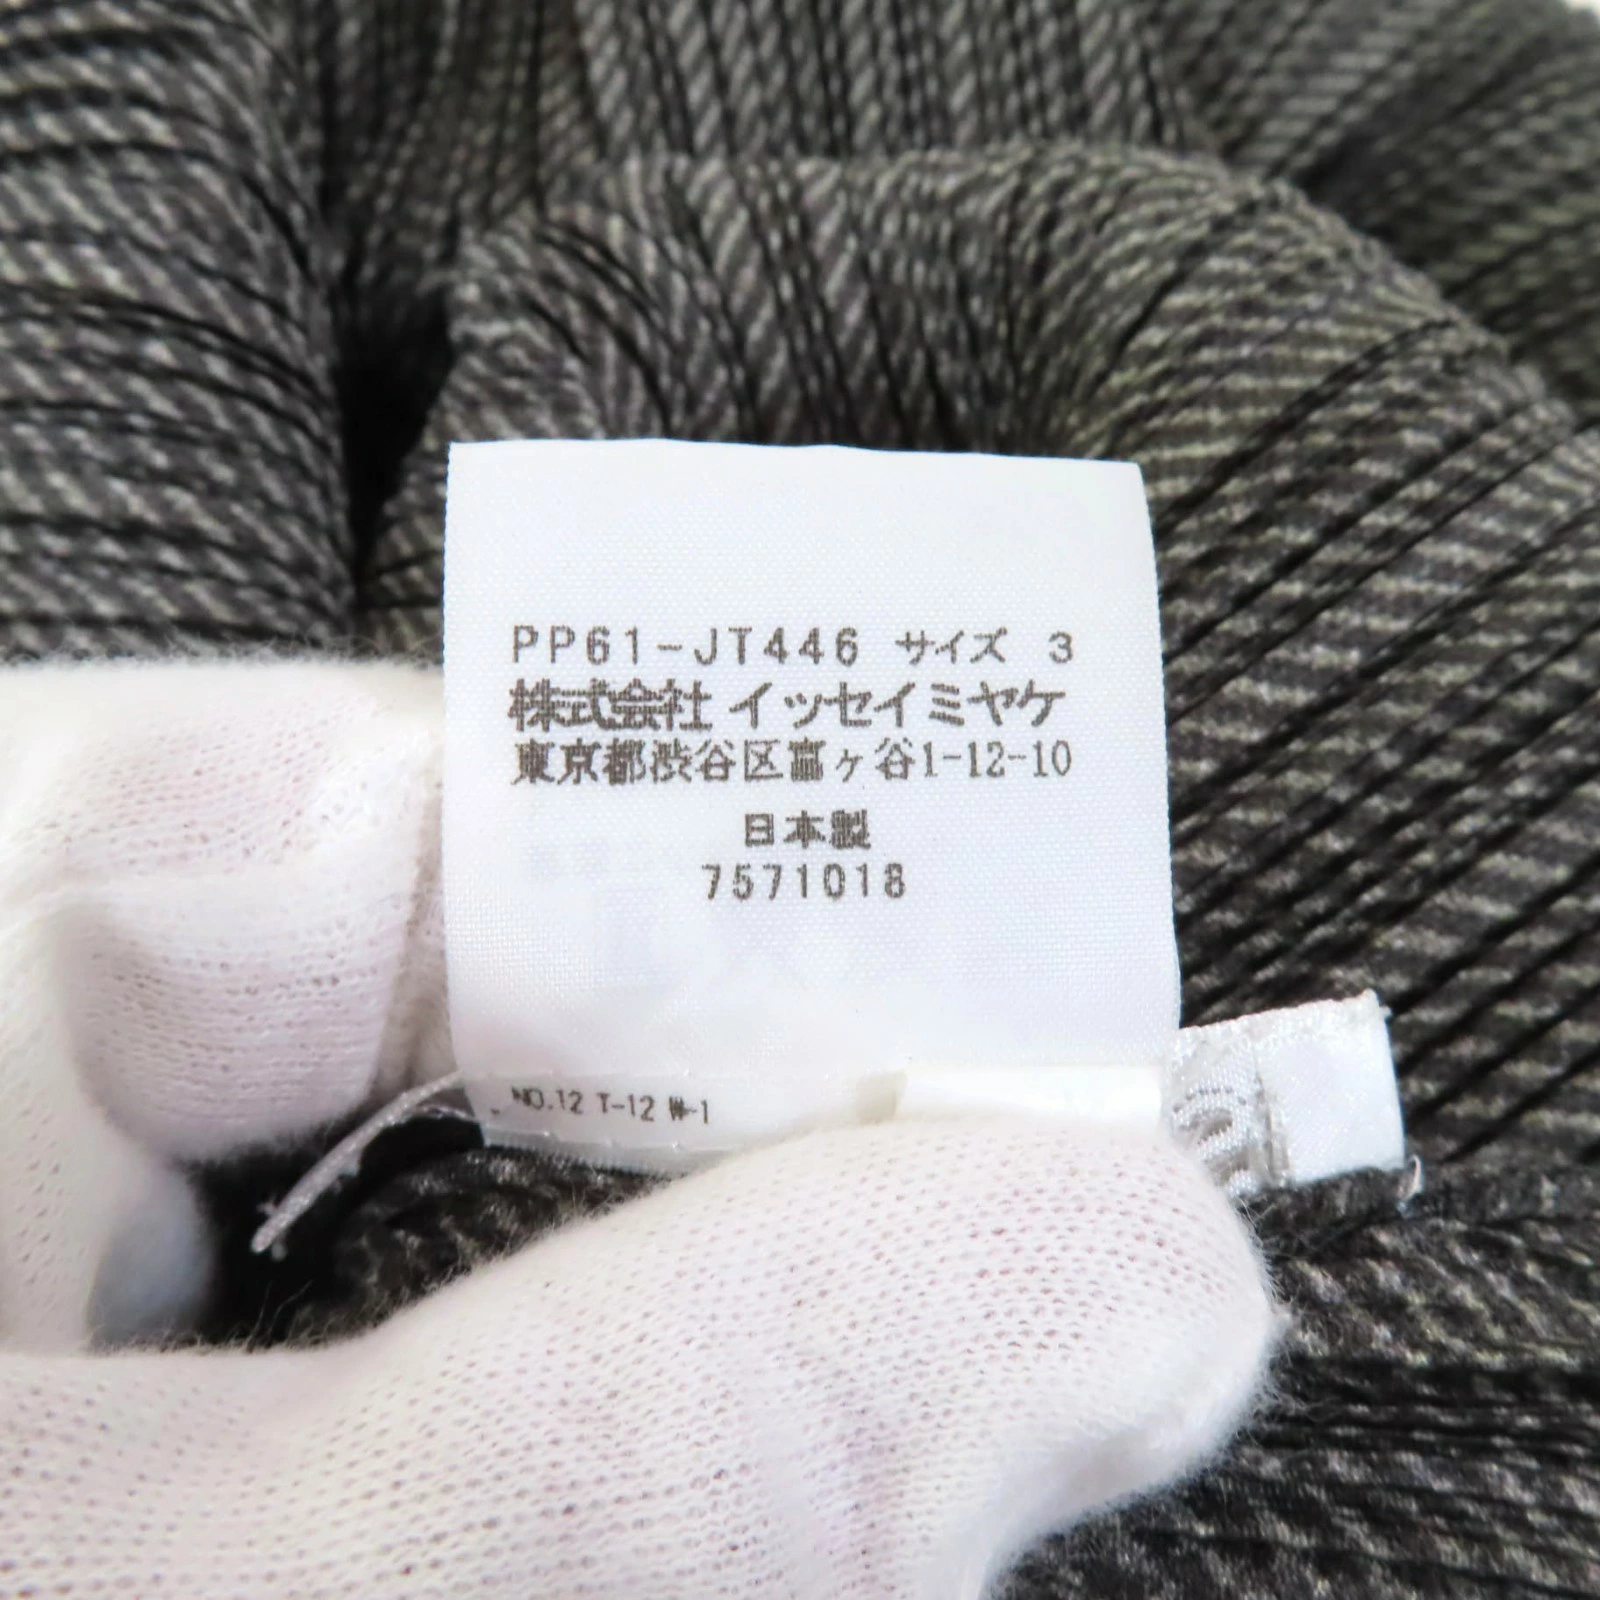 PP61-JT446 サイズ 3
株式会社 イッセイミヤケ
東京都渋谷区富ヶ谷1-12-10
日本製
7571018
NO.12 T-12 W-1